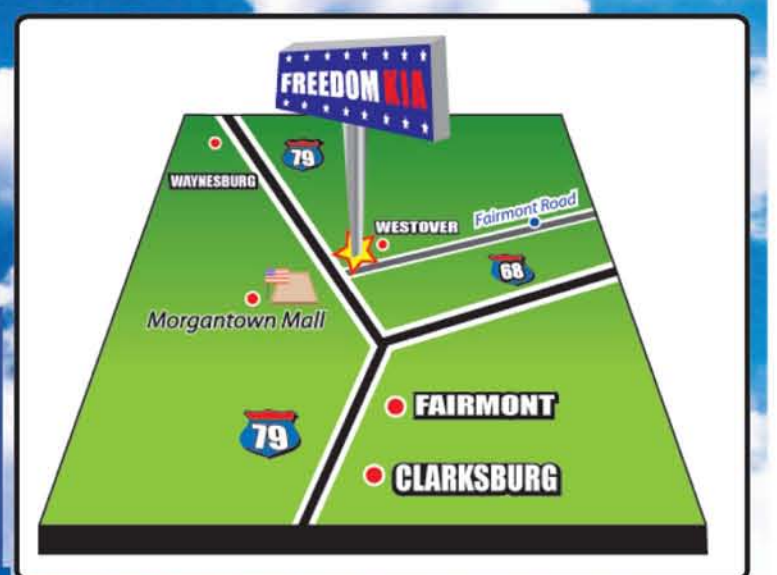 FREEDOM KIA
79
WAYNESBURG
WESTOVER
Fairmont Road
68
Morgantown Mall
FAIRMONT
79
CLARKSBURG